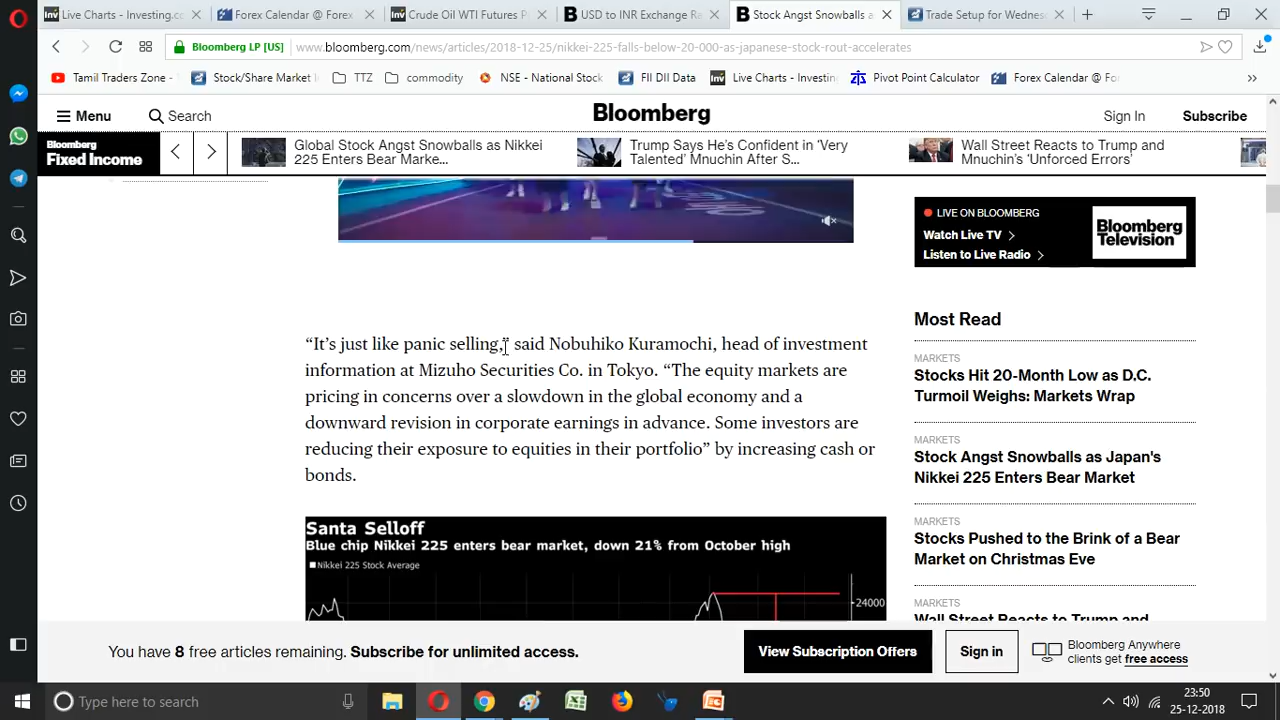 Live Charts - Investing.co
Forex Calendar @ Forex
Crude Oil WTI Futures P
USD to INR Exchange Ra
Stock Angst Snowballs a
Trade Setup for Wednes
Bloomberg LP [US]
www.bloomberg.com/news/articles/2018-12-25/nikkei-225-falls-below-20-000-as-japanese-stock-rout-accelerates
Tamil Traders Zone -
Stock/Share Market
TTZ
commodity
NSE - National Stock
FII DII Data
Live Charts - Investin
Pivot Point Calculator
Forex Calendar @ Fo
Menu
Search
Bloomberg
Sign In
Subscribe
Bloomberg
Fixed Income
Global Stock Angst Snowballs as Nikkei
225 Enters Bear Marke...
Trump Says He's Confident in 'Very
Talented' Mnuchin After S...
Wall Street Reacts to Trump and
Mnuchin's 'Unforced Errors'
LIVE ON BLOOMBERG
Watch Live TV
Listen to Live Radio
Bloomberg
Television
“It’s just like panic selling,” said Nobuhiko Kuramochi, head of investment
information at Mizuho Securities Co. in Tokyo. “The equity markets are
pricing in concerns over a slowdown in the global economy and a
downward revision in corporate earnings in advance. Some investors are
reducing their exposure to equities in their portfolio” by increasing cash or
bonds.
Santa Selloff
Blue chip Nikkei 225 enters bear market, down 21% from October high
Nikkei 225 Stock Average
24000
Most Read
MARKETS
Stocks Hit 20-Month Low as D.C.
Turmoil Weighs: Markets Wrap
MARKETS
Stock Angst Snowballs as Japan's
Nikkei 225 Enters Bear Market
MARKETS
Stocks Pushed to the Brink of a Bear
Market on Christmas Eve
MARKETS
Wall Street Reacts to Trump and
You have 8 free articles remaining. Subscribe for unlimited access.
View Subscription Offers
Sign in
Bloomberg Anywhere
clients get free access
Type here to search
23:50
25-12-2018